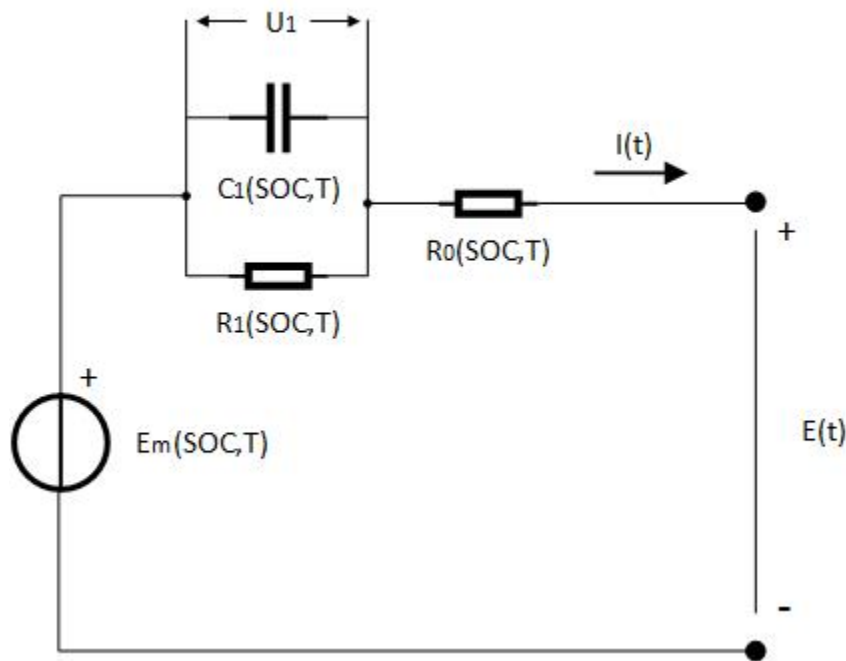 U1
I(t)
C1(SOC,T)
R0(SOC,T)
+
R1(SOC,T)
+
Em(SOC,T)
E(t)
-